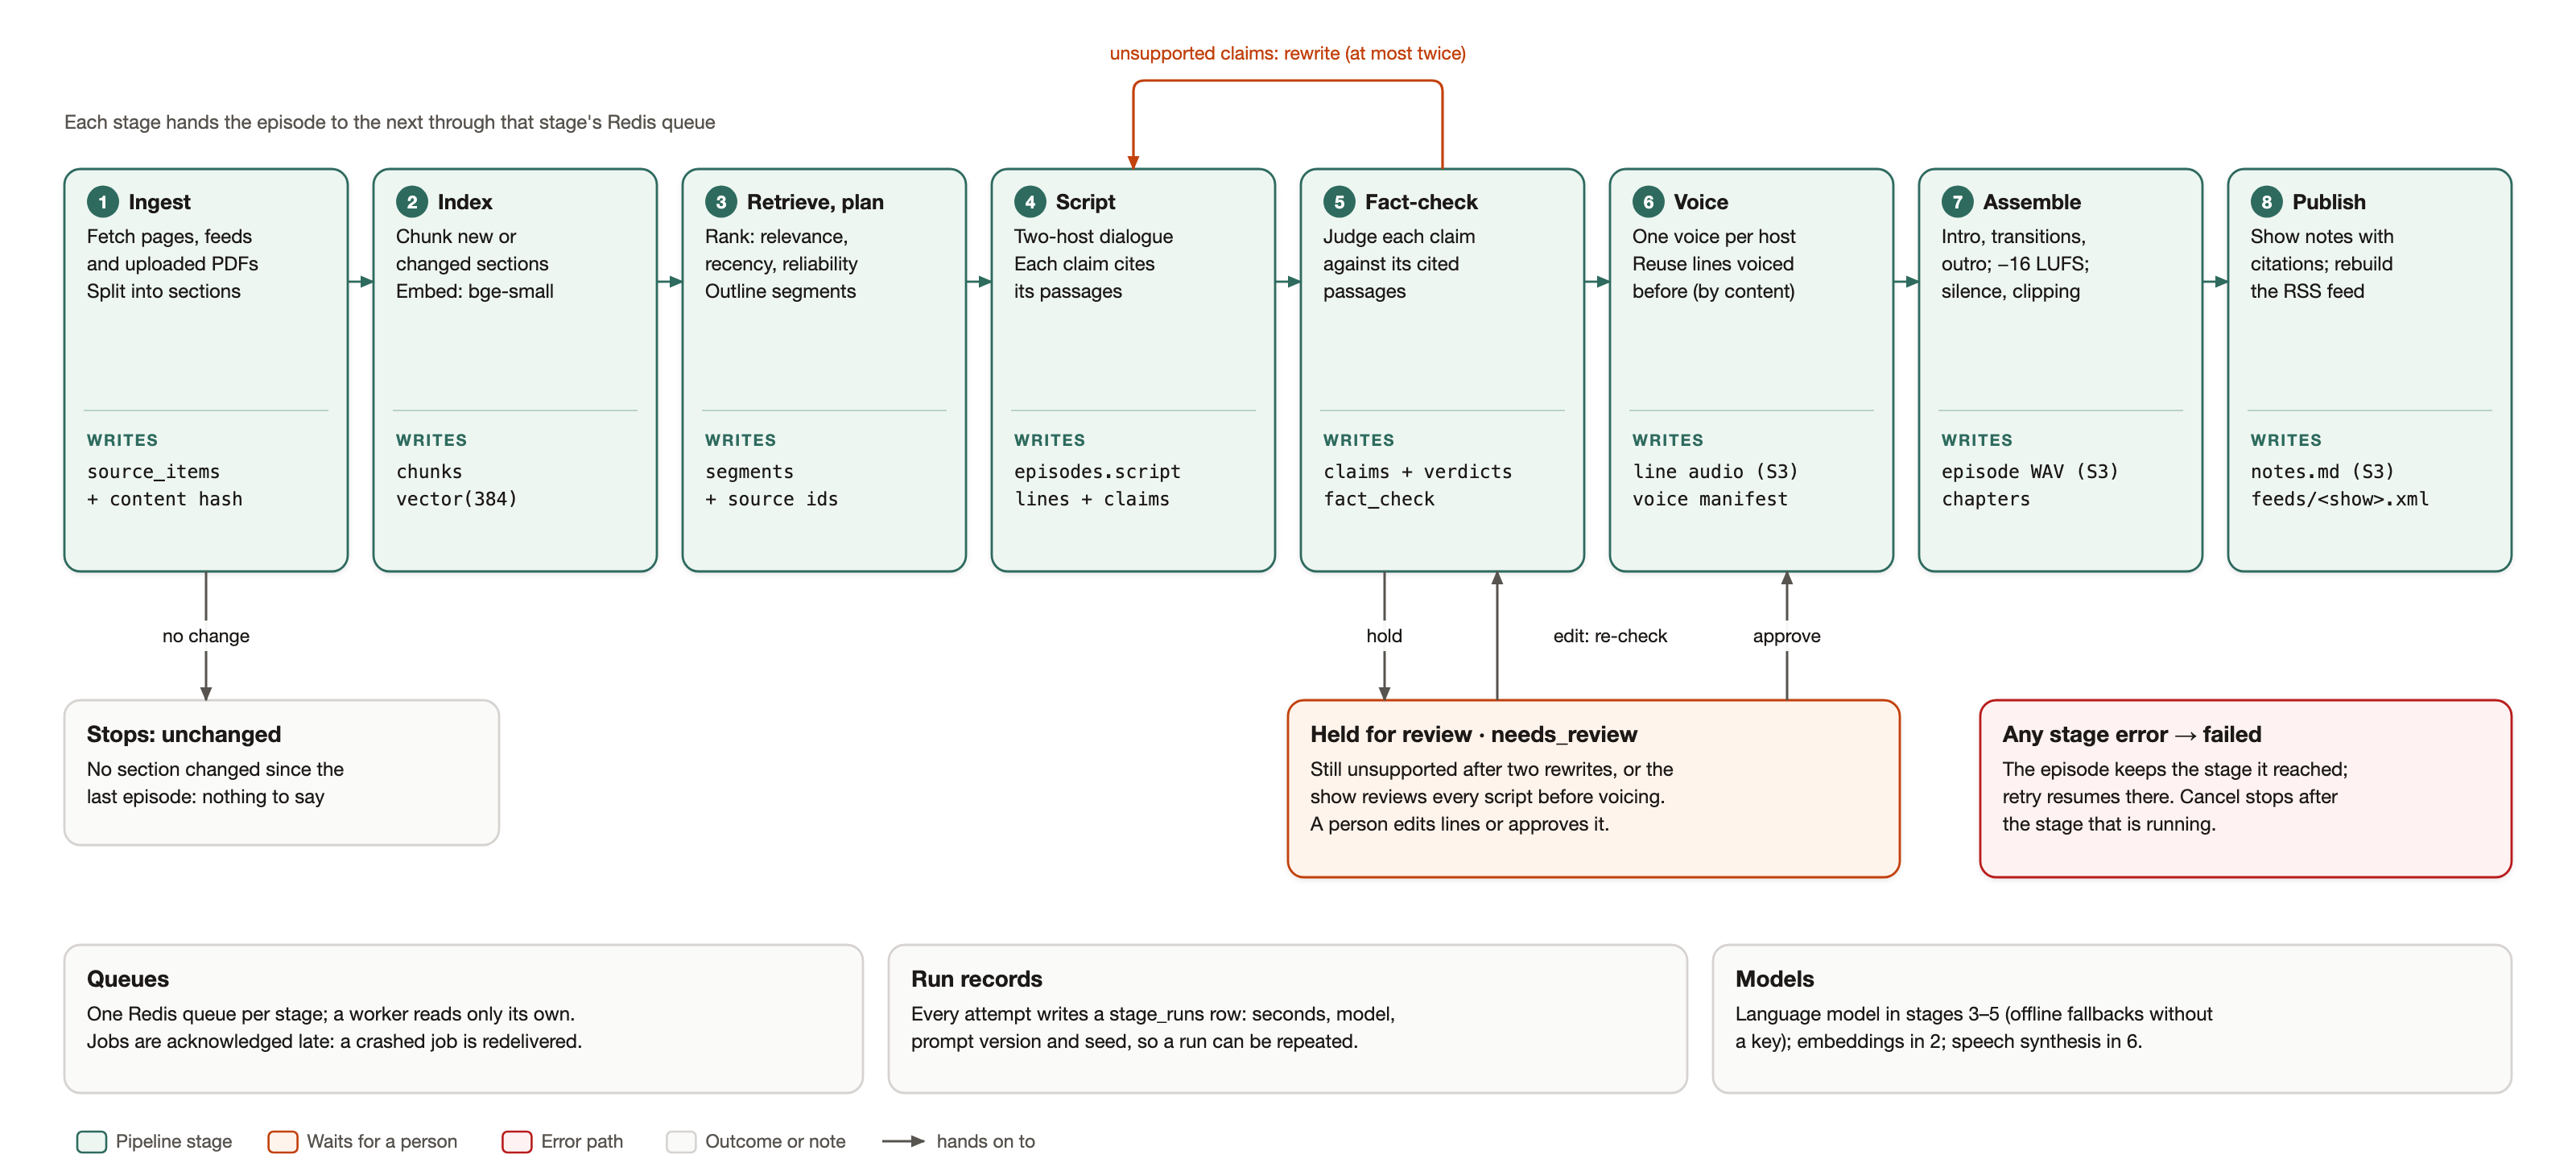 unsupported claims: rewrite (at most twice)
Each stage hands the episode to the next through that stage's Redis queue
1 Ingest
Fetch pages, feeds
and uploaded PDFs
Split into sections
WRITES
source_items
+ content hash
2 Index
Chunk new or
changed sections
Embed: bge-small
WRITES
chunks
vector(384)
3 Retrieve, plan
Rank: relevance,
recency, reliability
Outline segments
WRITES
segments
+ source ids
4 Script
Two-host dialogue
Each claim cites
its passages
WRITES
episodes.script
lines + claims
5 Fact-check
Judge each claim
against its cited
passages
WRITES
claims + verdicts
fact_check
6 Voice
One voice per host
Reuse lines voiced
before (by content)
WRITES
line audio (S3)
voice manifest
7 Assemble
Intro, transitions,
outro; −16 LUFS;
silence, clipping
WRITES
episode WAV (S3)
chapters
8 Publish
Show notes with
citations; rebuild
the RSS feed
WRITES
notes.md (S3)
feeds/<show>.xml
no change
hold
edit: re-check
approve
Stops: unchanged
No section changed since the
last episode: nothing to say
Held for review · needs_review
Still unsupported after two rewrites, or the
show reviews every script before voicing.
A person edits lines or approves it.
Any stage error → failed
The episode keeps the stage it reached;
retry resumes there. Cancel stops after
the stage that is running.
Queues
One Redis queue per stage; a worker reads only its own.
Jobs are acknowledged late: a crashed job is redelivered.
Run records
Every attempt writes a stage_runs row: seconds, model,
prompt version and seed, so a run can be repeated.
Models
Language model in stages 3–5 (offline fallbacks without
a key); embeddings in 2; speech synthesis in 6.
Pipeline stage
Waits for a person
Error path
Outcome or note
hands on to